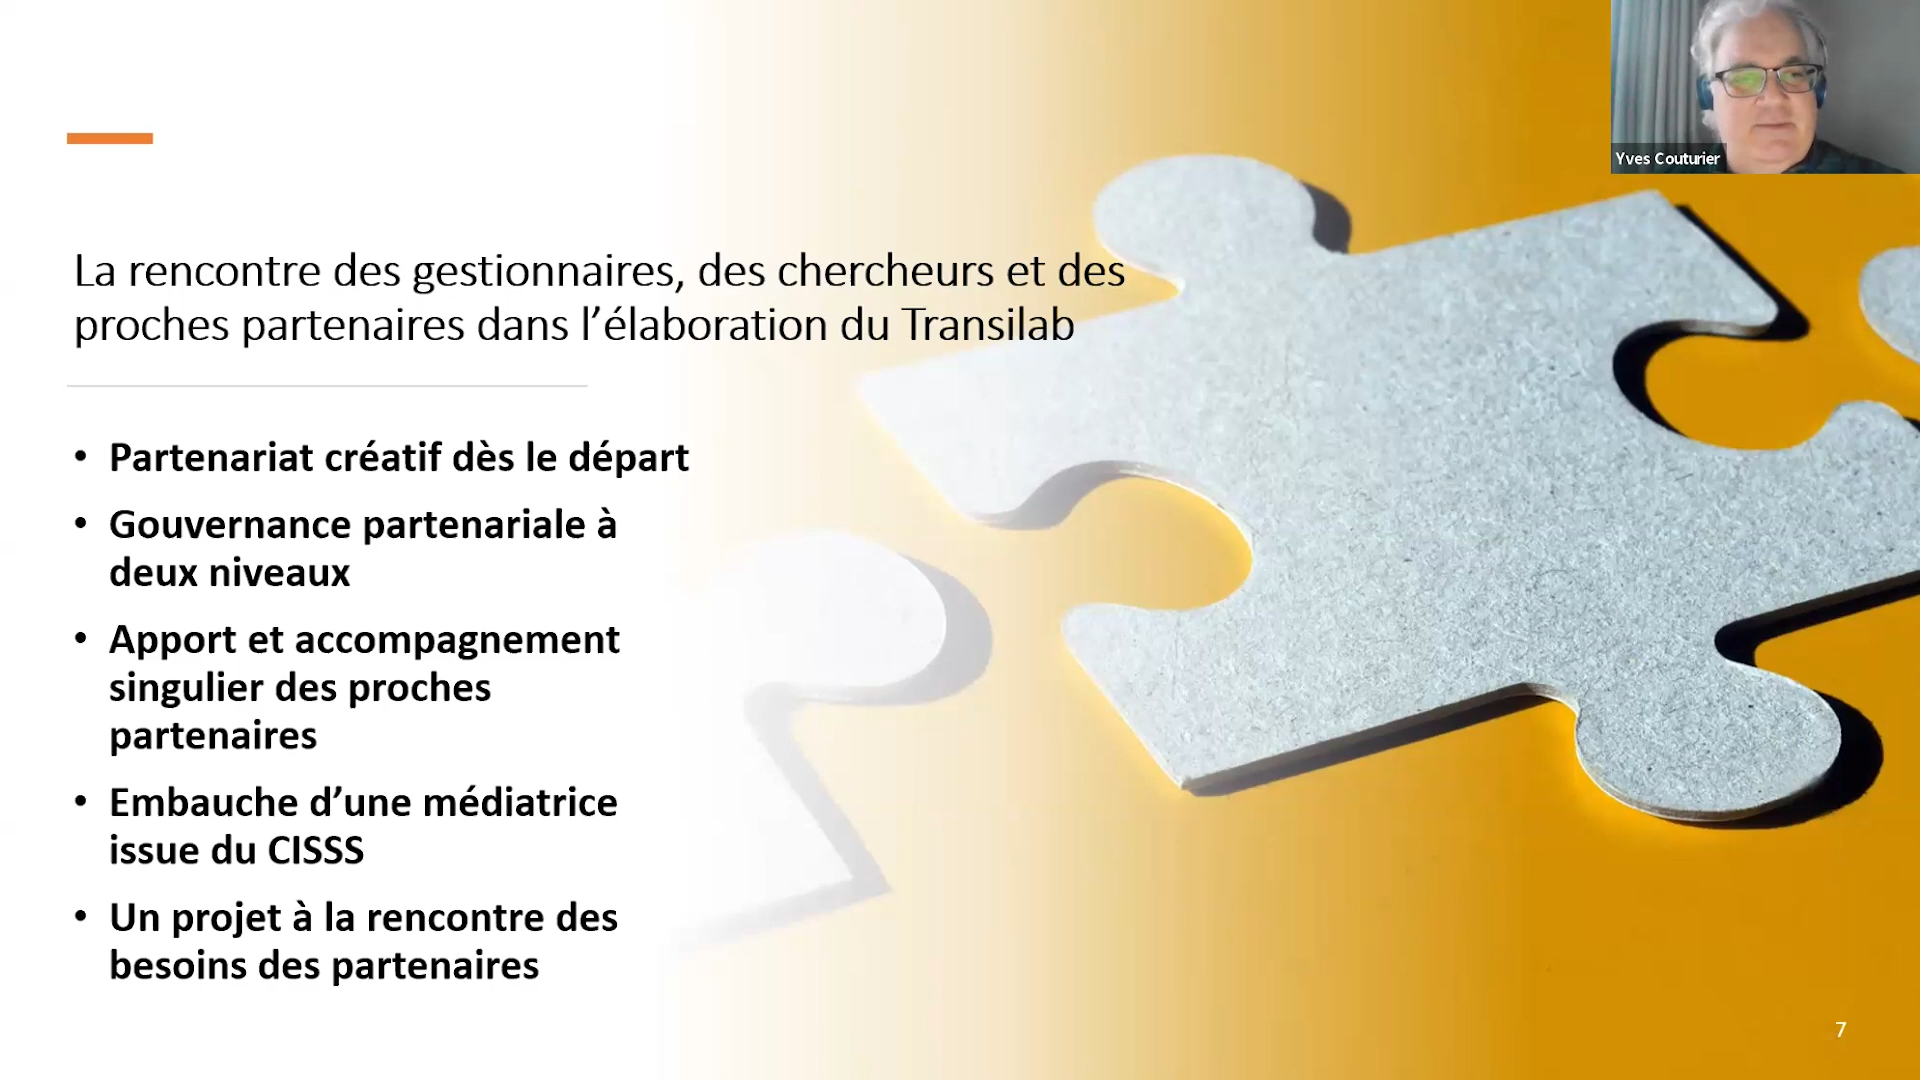 Yves Couturier
La rencontre des gestionnaires, des chercheurs et des
proches partenaires dans l’élaboration du Transilab
• Partenariat créatif dès le départ
• Gouvernance partenariale à
deux niveaux
• Apport et accompagnement
singulier des proches
partenaires
• Embauche d’une médiatrice
issue du CISSS
• Un projet à la rencontre des
besoins des partenaires
7